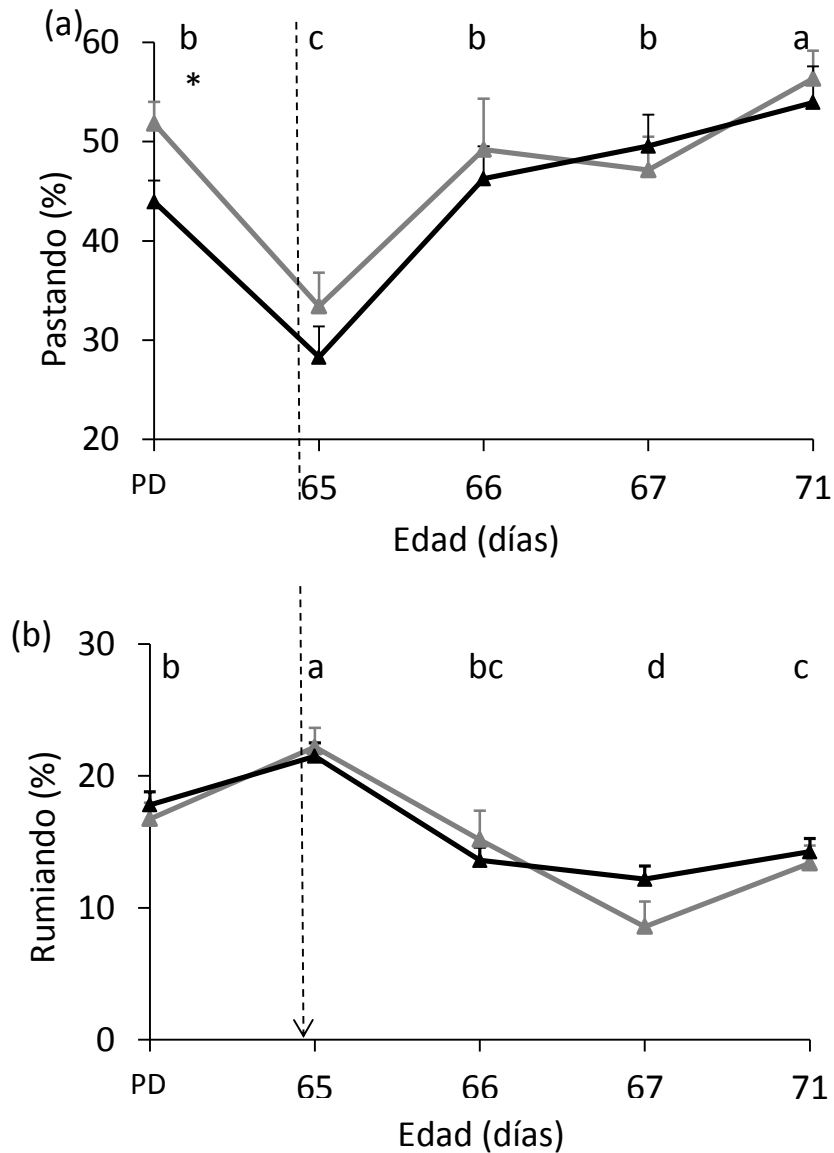 (a)
60 b c b b a
*
50
40
30
20
Pastando (%)
PD 65 66 67 71
Edad (días)
(b)
30 b a bc d c
20
10
0
Rumiando (%)
PD 65 66 67 71
Edad (días)